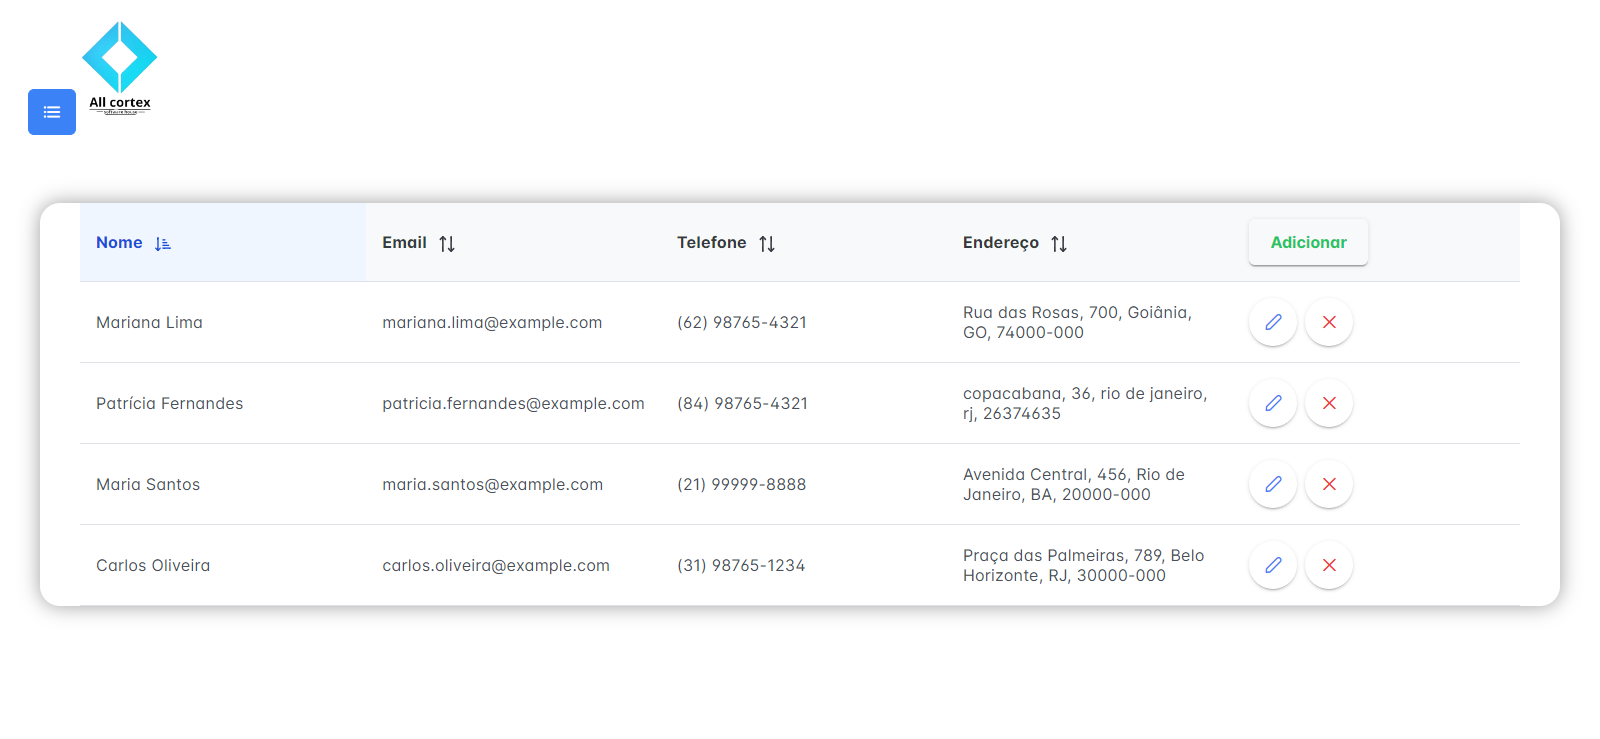 All cortex
software house
Nome
Email
Telefone
Endereço
Adicionar
Mariana Lima
mariana.lima@example.com
(62) 98765-4321
Rua das Rosas, 700, Goiânia,
GO, 74000-000
Patrícia Fernandes
patricia.fernandes@example.com
(84) 98765-4321
copacabana, 36, rio de janeiro,
rj, 26374635
Maria Santos
maria.santos@example.com
(21) 99999-8888
Avenida Central, 456, Rio de
Janeiro, BA, 20000-000
Carlos Oliveira
carlos.oliveira@example.com
(31) 98765-1234
Praça das Palmeiras, 789, Belo
Horizonte, RJ, 30000-000